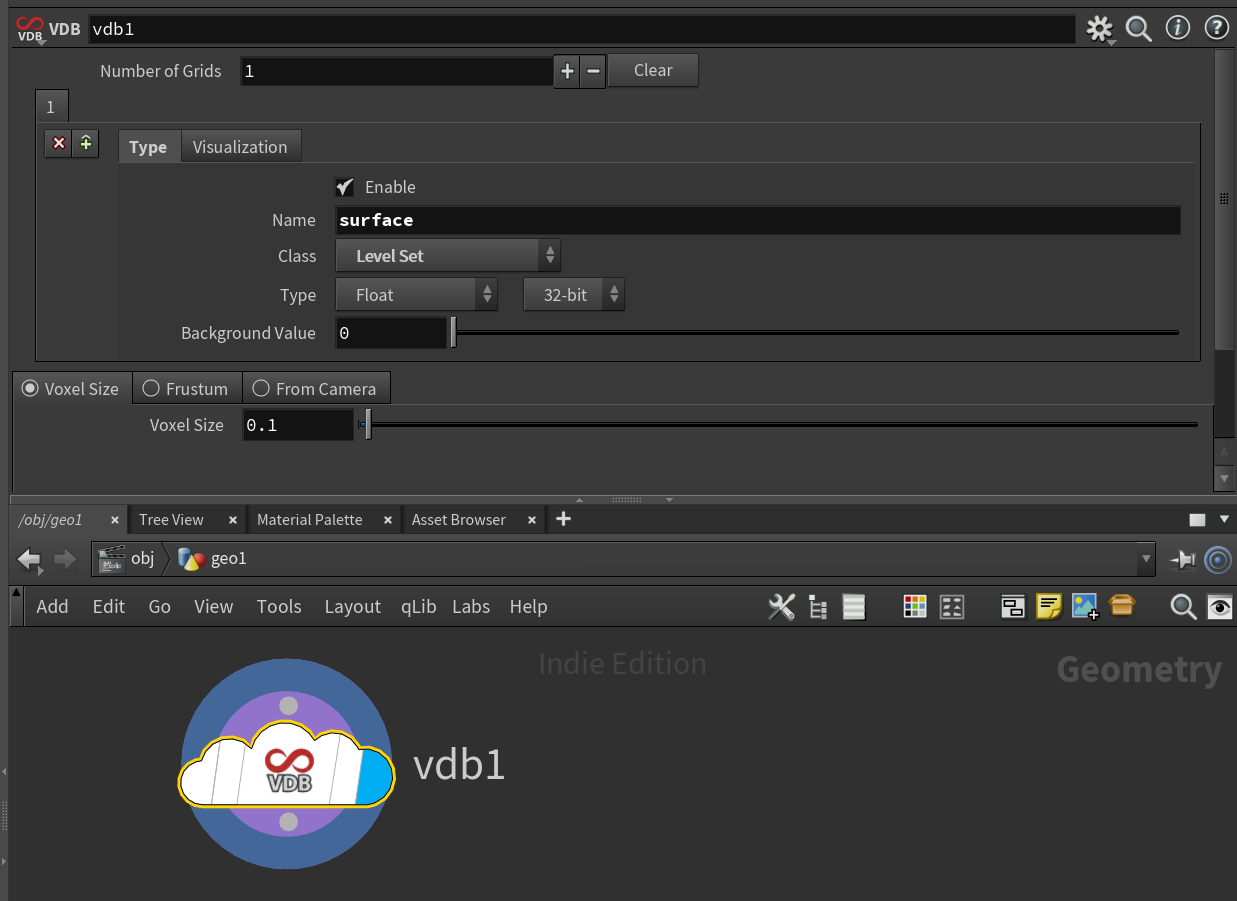 VDB VDB vdb1
Number of Grids 1 Clear
1
Type Visualization
Enable
Name surface
Class Level Set
Type Float 32-bit
Background Value 0
Voxel Size Frustum From Camera
Voxel Size 0.1
/obj/geo1 Tree View Material Palette Asset Browser
obj geo1
Add Edit Go View Tools Layout qLib Labs Help
Indie Edition Geometry
VDB vdb1